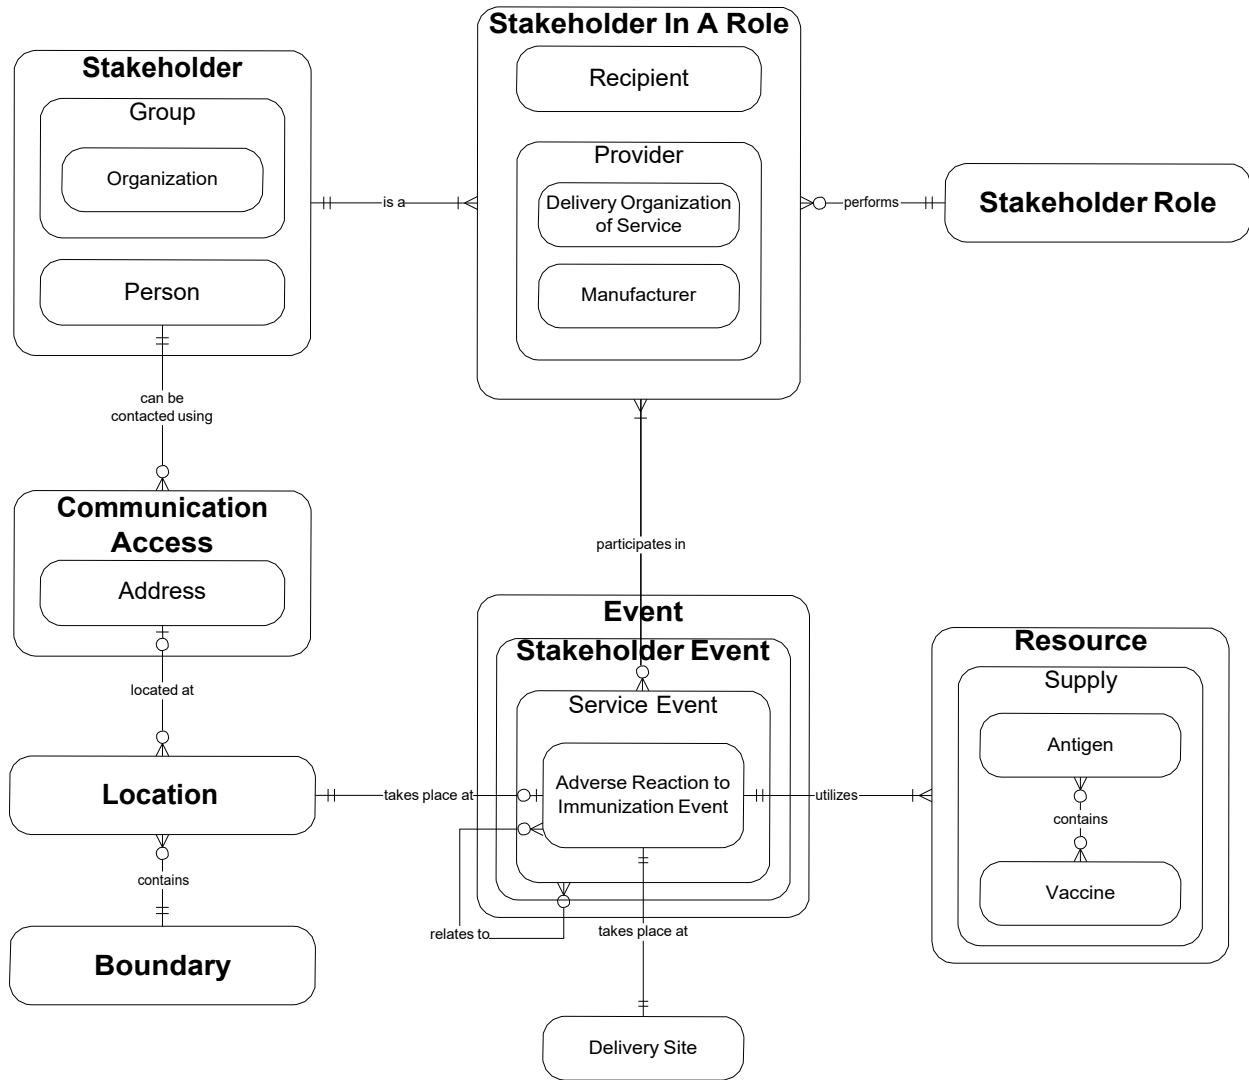 Stakeholder In A Role
Stakeholder
Recipient
Group
Provider
Organization
Delivery Organization
of Service
is a
performs
Stakeholder Role
Person
Manufacturer
can be
contacted using
Communication
Access
participates in
Address
Event
Stakeholder Event
Resource
located at
Service Event
Supply
Antigen
Location
takes place at
Adverse Reaction to
Immunization Event
utilizes
contains
contains
Vaccine
relates to
takes place at
Boundary
Delivery Site